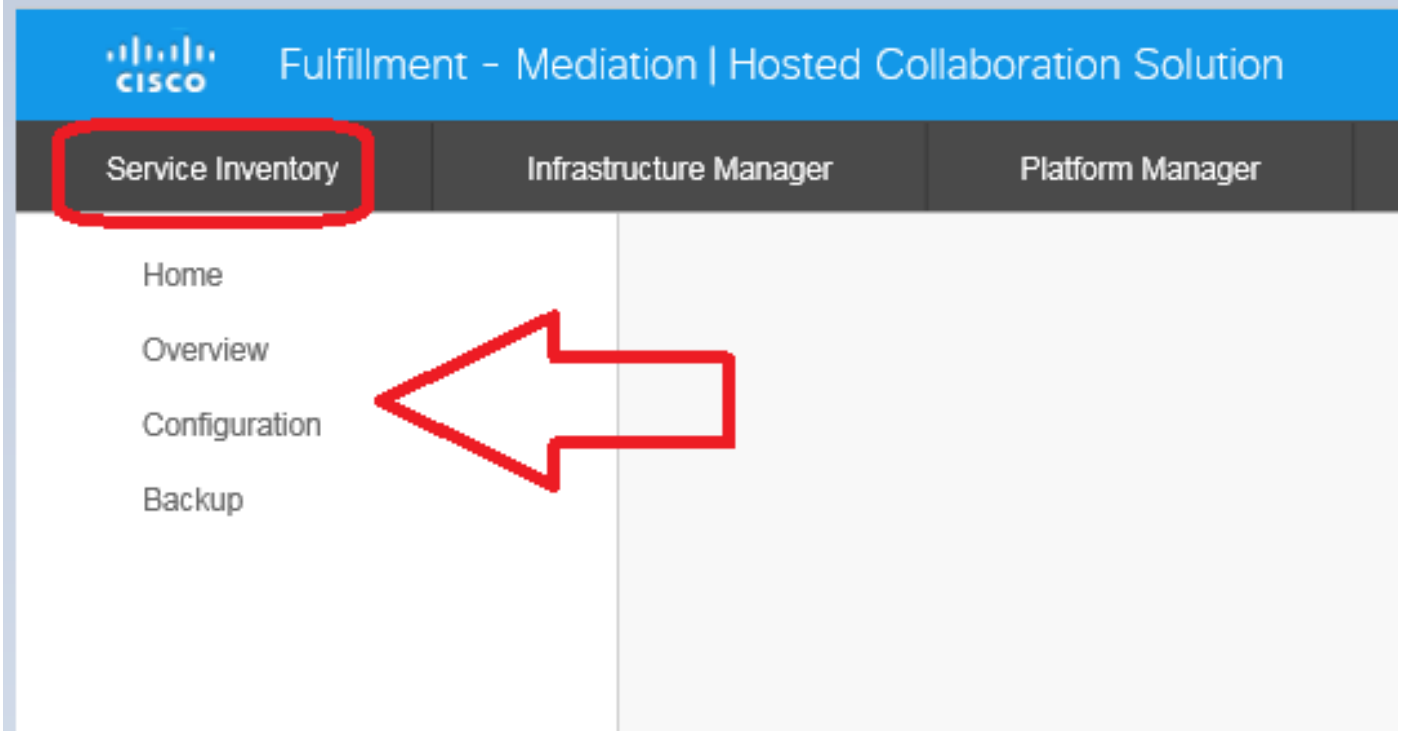 CISCO Fulfillment - Mediation | Hosted Collaboration Solution
Service Inventory Infrastructure Manager Platform Manager
Home
Overview
Configuration
Backup